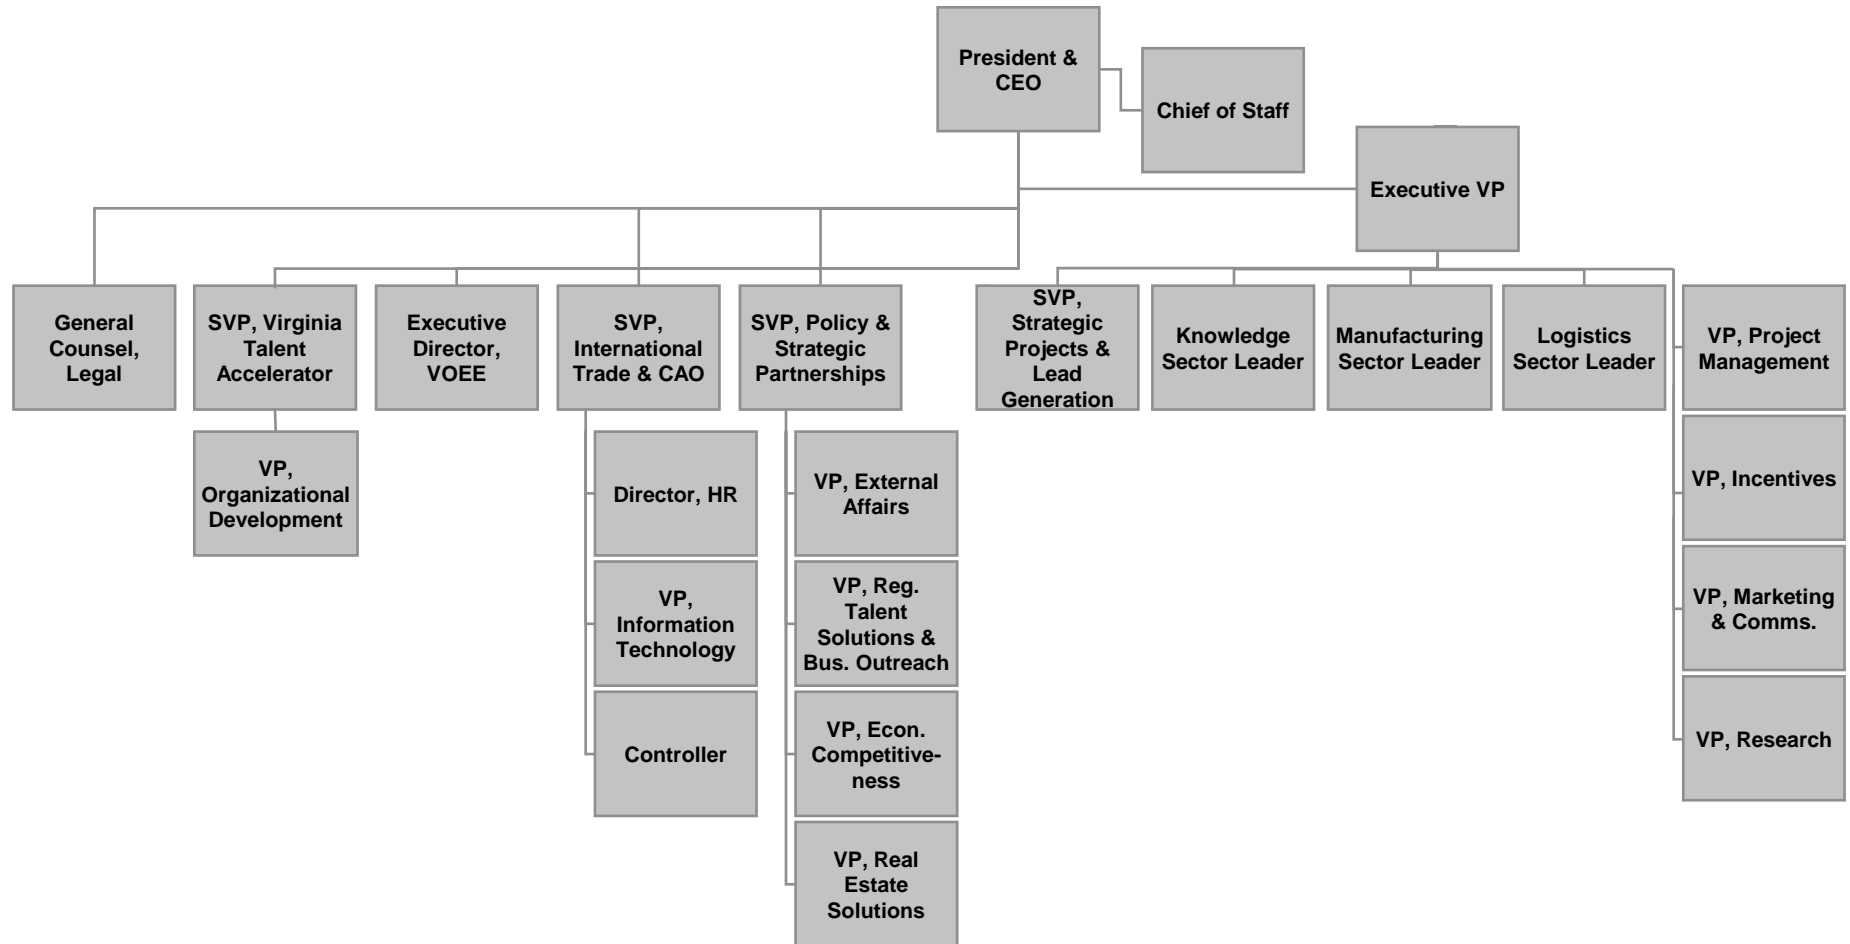 President &
CEO
Chief of Staff
Executive VP
General
Counsel,
Legal
SVP, Virginia
Talent
Accelerator
Executive
Director,
VOEE
SVP,
International
Trade & CAO
SVP, Policy &
Strategic
Partnerships
SVP,
Strategic
Projects &
Lead
Generation
Knowledge
Sector Leader
Manufacturing
Sector Leader
Logistics
Sector Leader
VP, Project
Management
VP,
Organizational
Development
Director, HR
VP,
Information
Technology
Controller
VP, External
Affairs
VP, Reg.
Talent
Solutions &
Bus. Outreach
VP, Econ.
Competitive-
ness
VP, Real
Estate
Solutions
VP, Incentives
VP, Marketing
& Comms.
VP, Research